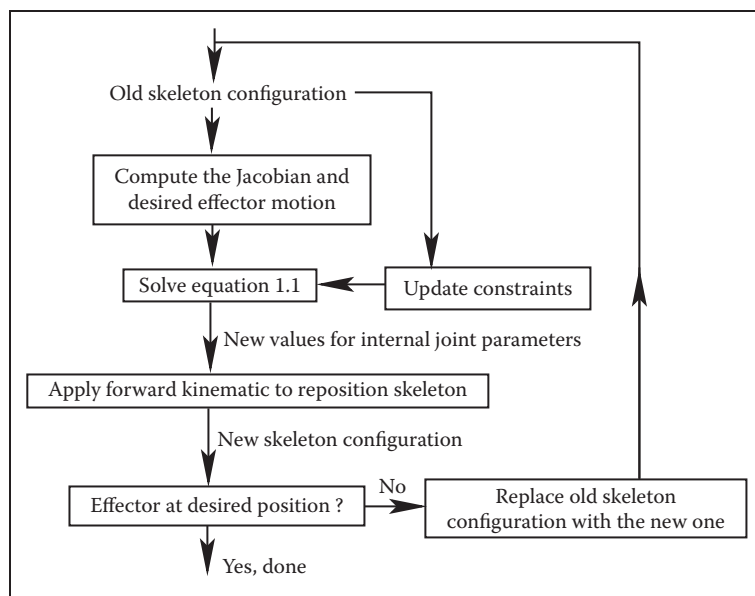 Old skeleton configuration
Compute the Jacobian and
desired effector motion
Solve equation 1.1
Update constraints
New values for internal joint parameters
Apply forward kinematic to reposition skeleton
New skeleton configuration
Effector at desired position ?
No
Replace old skeleton
configuration with the new one
Yes, done